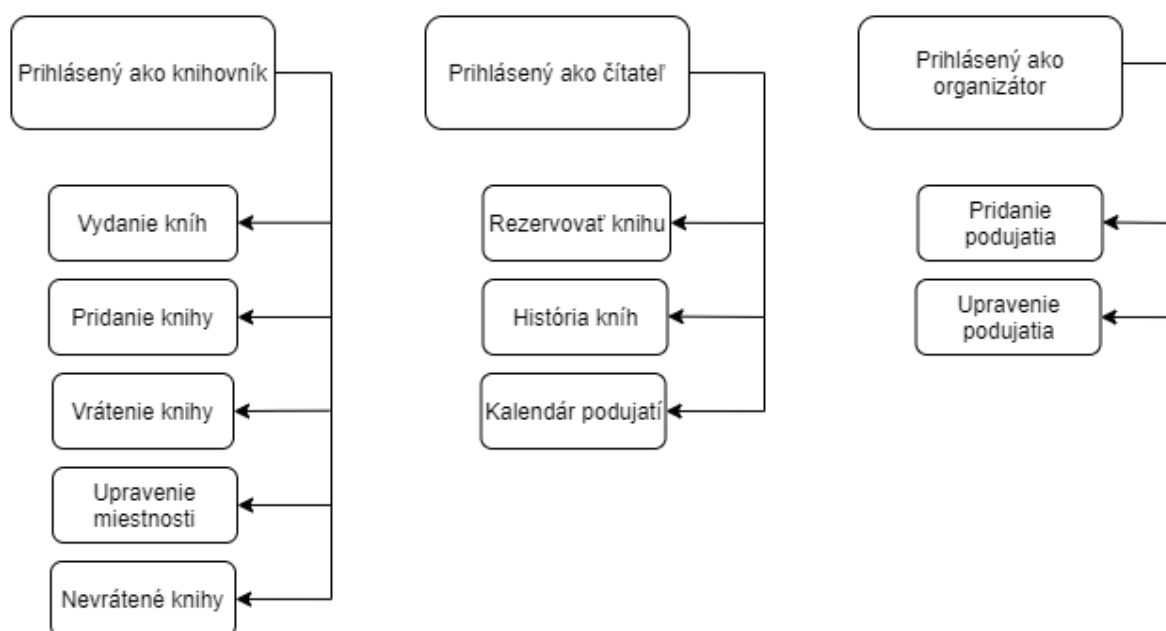 Prihlásený ako knihovník
Vydanie kníh
Pridanie knihy
Vrátenie knihy
Upravenie
miestnosti
Nevrátené knihy
Prihlásený ako čítateľ
Rezervovať knihu
História kníh
Kalendár podujatí
Prihlásený ako
organizátor
Pridanie
podujatia
Upravenie
podujatia